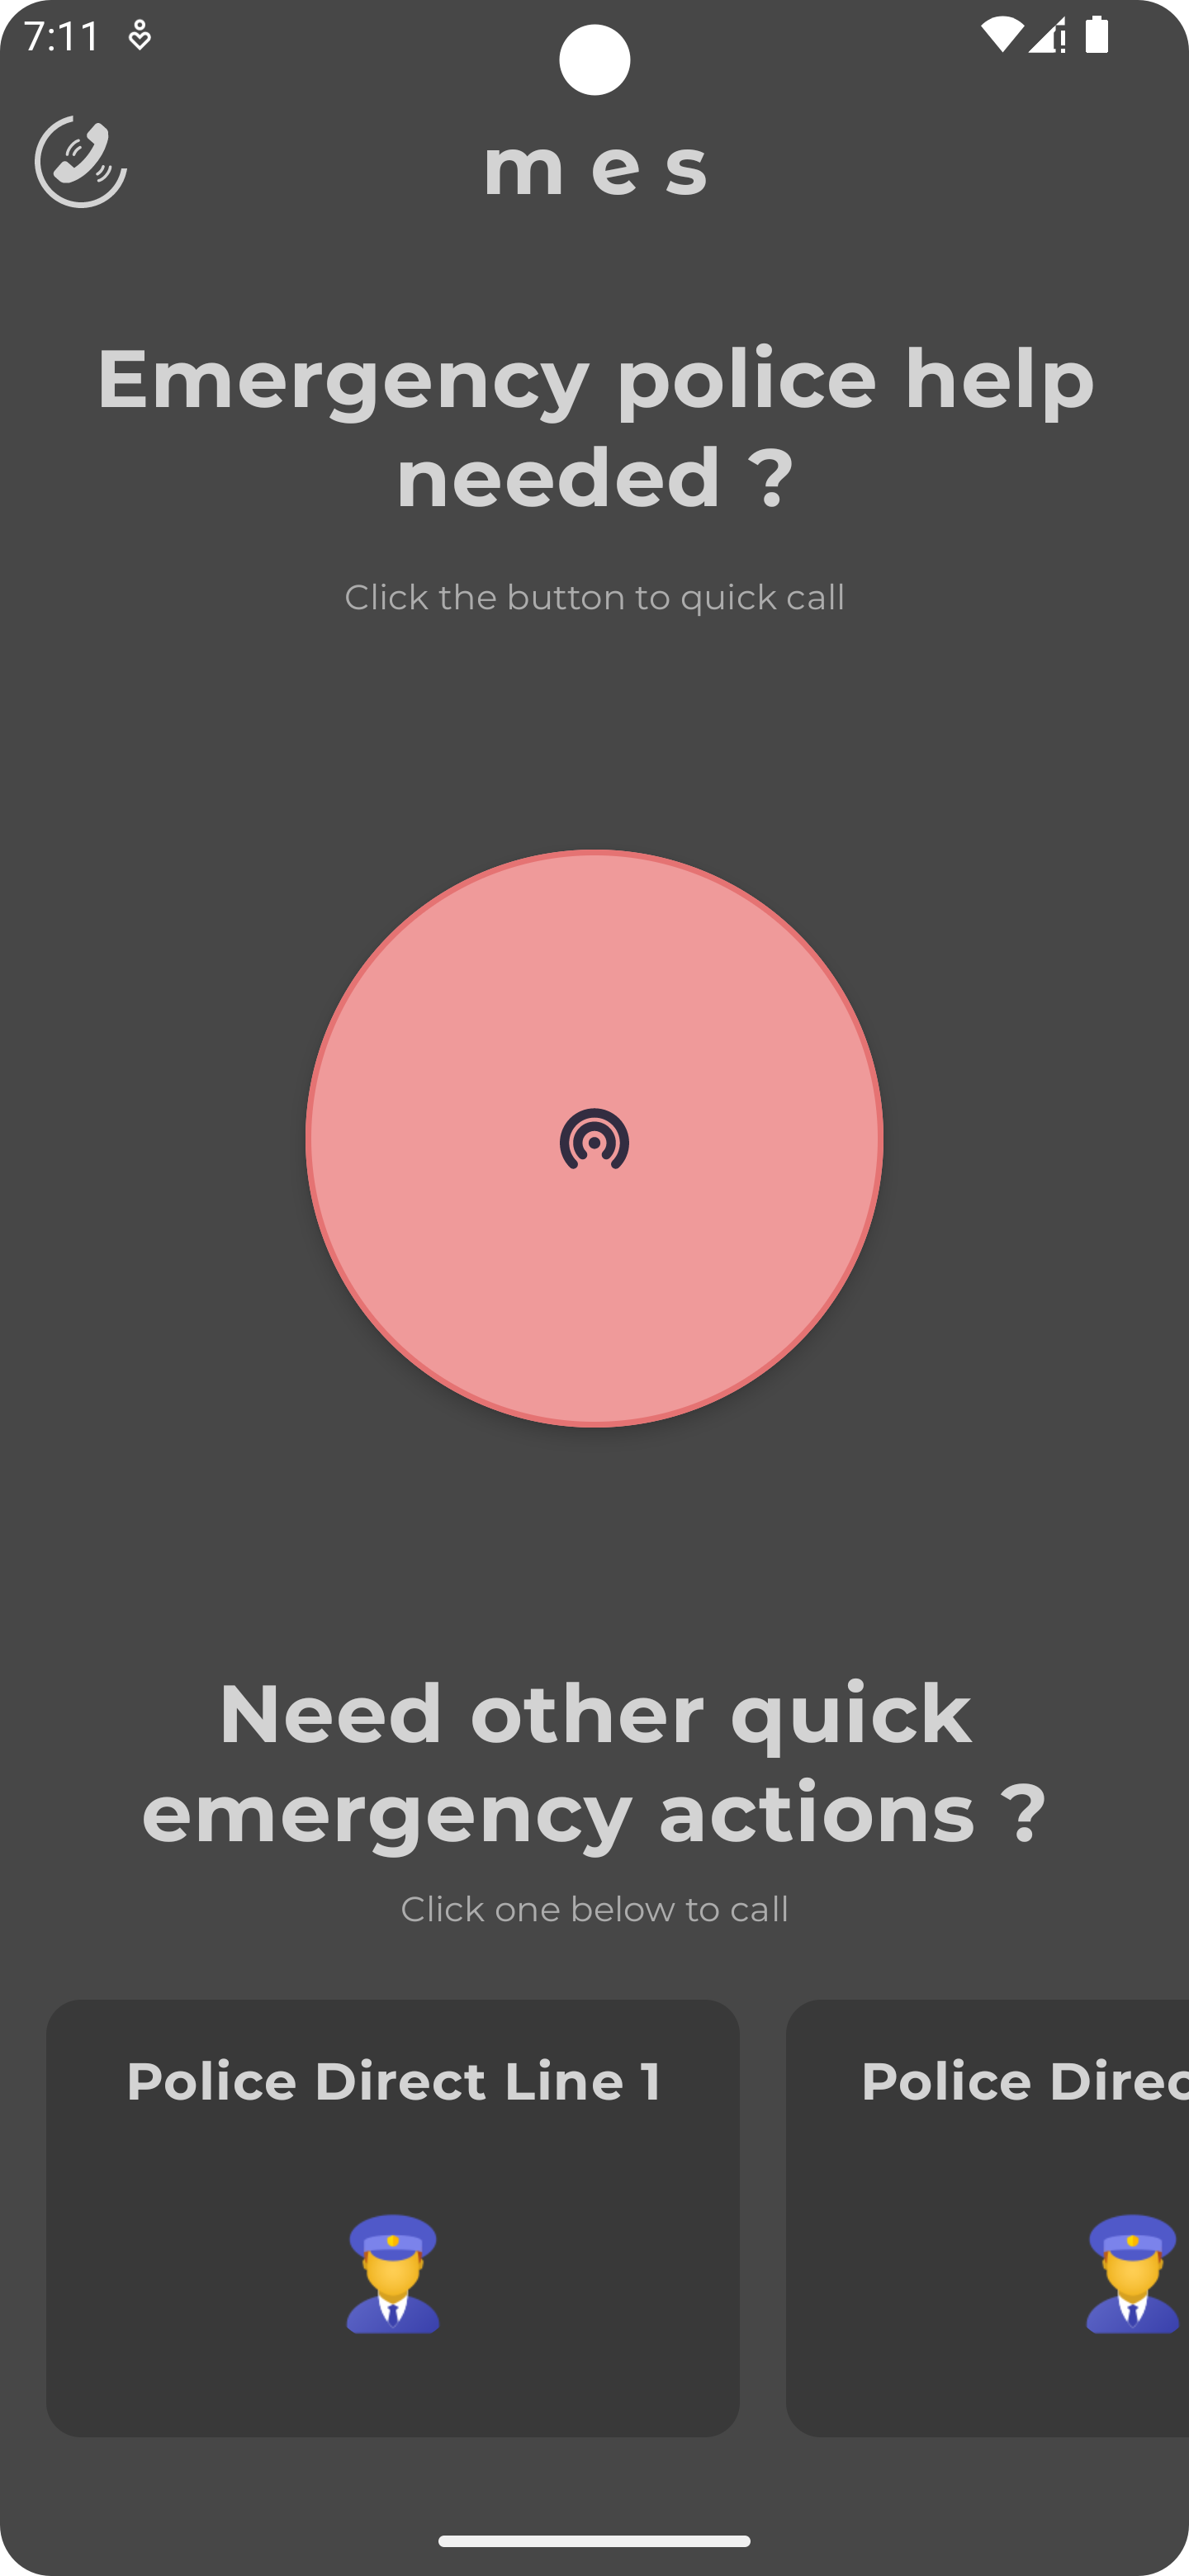 7:11
m e s
Emergency police help
needed ?
Click the button to quick call
Need other quick
emergency actions ?
Click one below to call
Police Direct Line 1
Police Direc